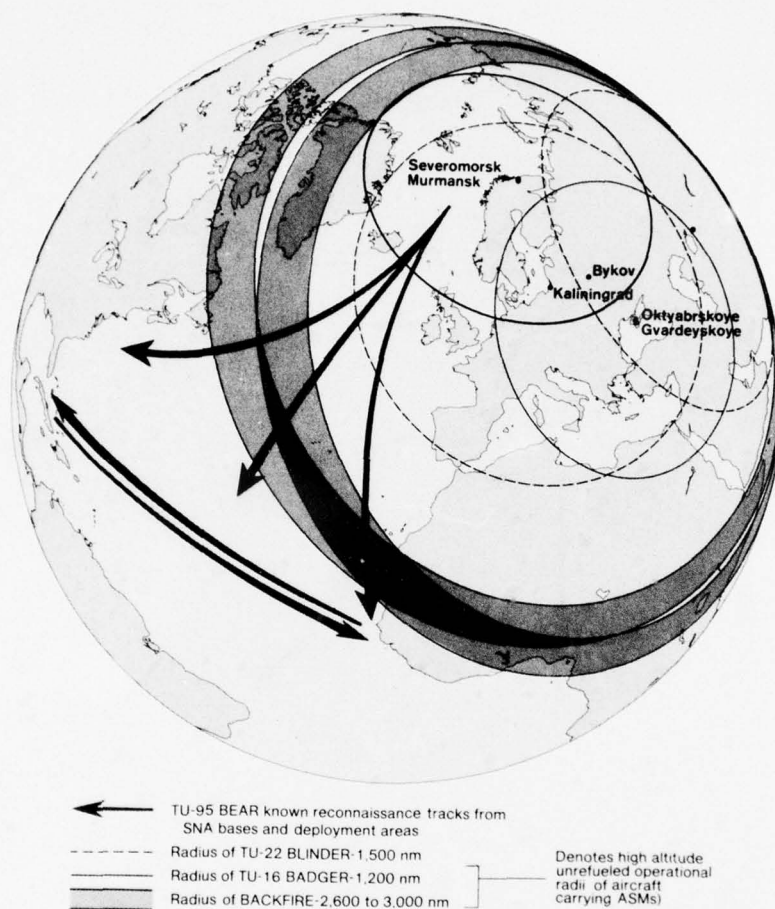 Severomorsk
Murmansk
Bykov
Kaliningrad
Oktyabrskoye
Gvardeyskoye
TU-95 BEAR known reconnaissance tracks from
SNA bases and deployment areas
Radius of TU-22 BLINDER-1,500 nm
Radius of TU-16 BADGER-1,200 nm
Radius of BACKFIRE-2,600 to 3,000 nm
Denotes high altitude
unrefueled operational
radii of aircraft
carrying ASMs)